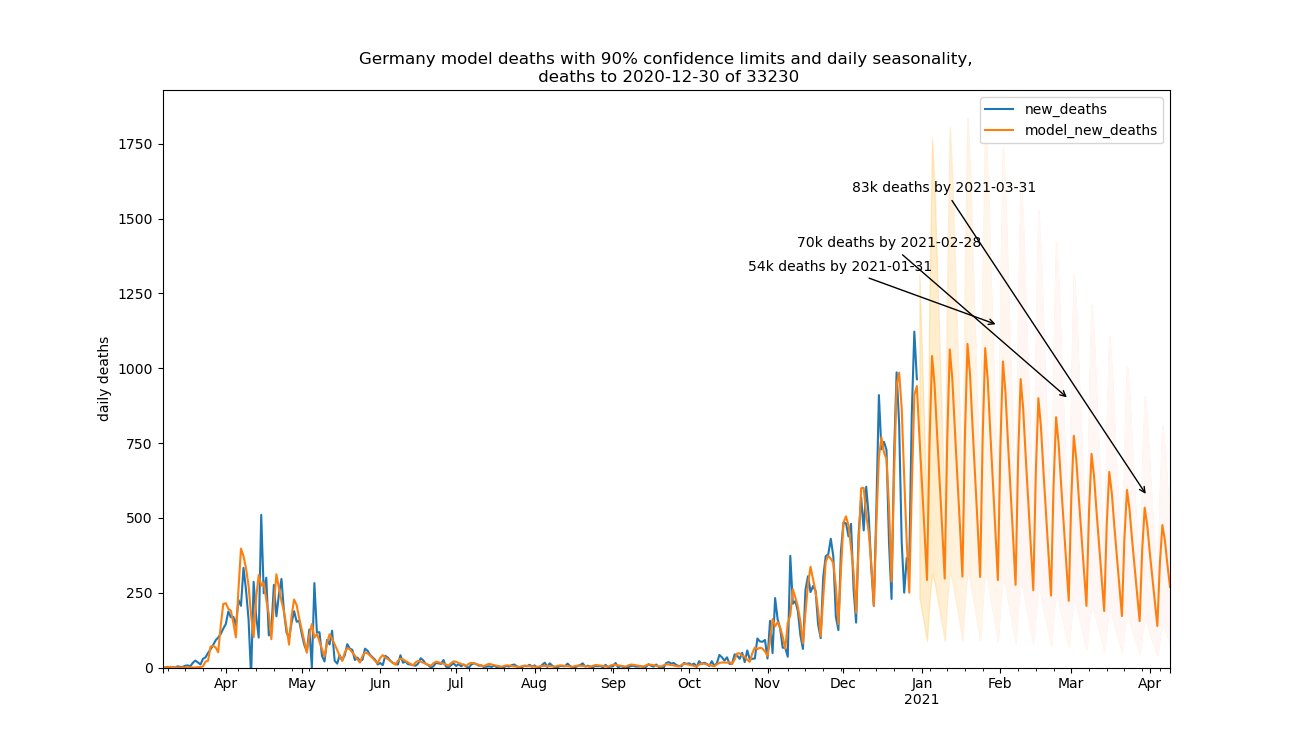 Germany model deaths with 90% confidence limits and daily seasonality,
deaths to 2020-12-30 of 33230
new_deaths
model_new_deaths
83k deaths by 2021-03-31
70k deaths by 2021-02-28
54k deaths by 2021-01-31
daily deaths
1750
1500
1250
1000
750
500
250
0
Apr May Jun Jul Aug Sep Oct Nov Dec Jan Feb Mar Apr
2021